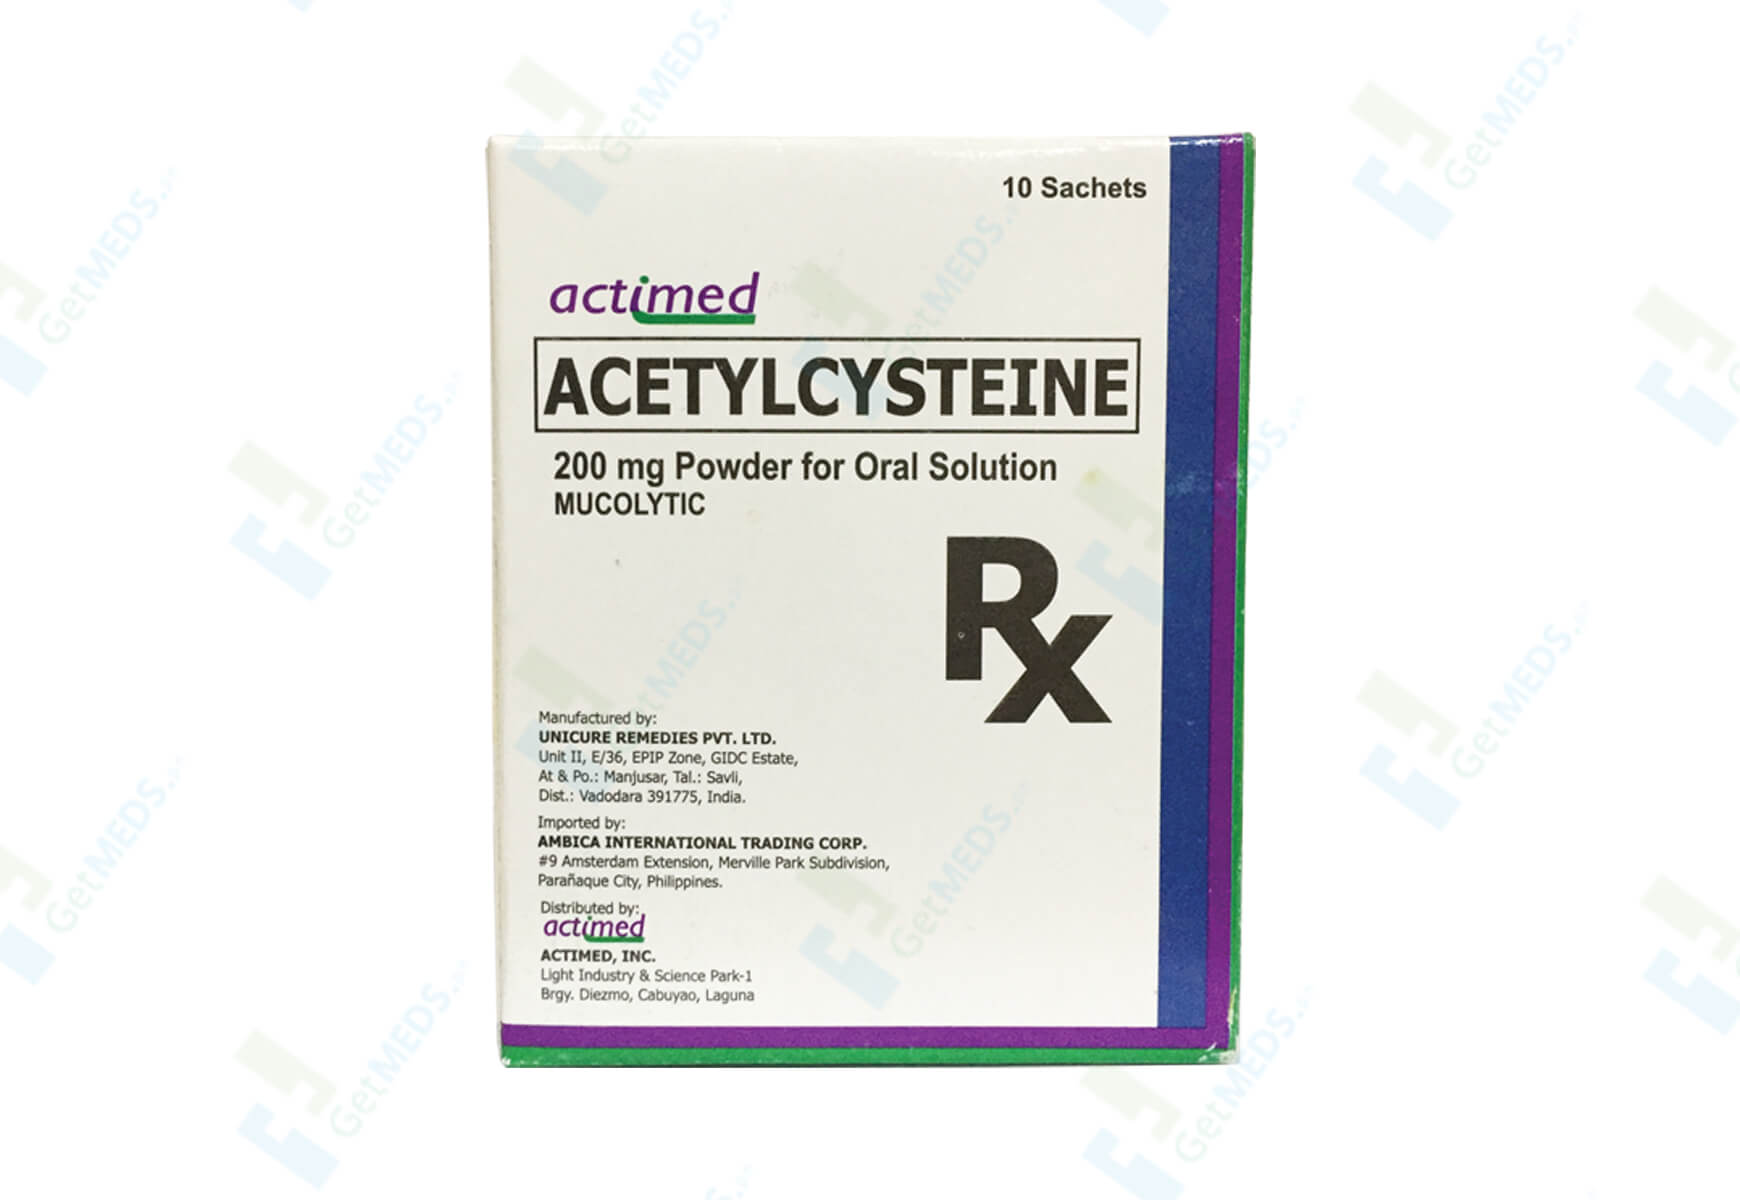 10 Sachets
actimed
ACETYLCYSTEINE
200 mg Powder for Oral Solution
MUCOLYTIC
Rx
Manufactured by:
UNICURE REMEDIES PVT. LTD.
Unit II, E/36, EPIP Zone, GIDC Estate,
At & Po.: Manjusar, Tal.: Savli,
Dist.: Vadodara 391775, India.
Imported by:
AMBICA INTERNATIONAL TRADING CORP.
#9 Amsterdam Extension, Merville Park Subdivision,
Parañaque City, Philippines.
Distributed by:
actimed
ACTIMED, INC.
Light Industry & Science Park-1
Brgy. Diezmo, Cabuyao, Laguna
GetMEDS